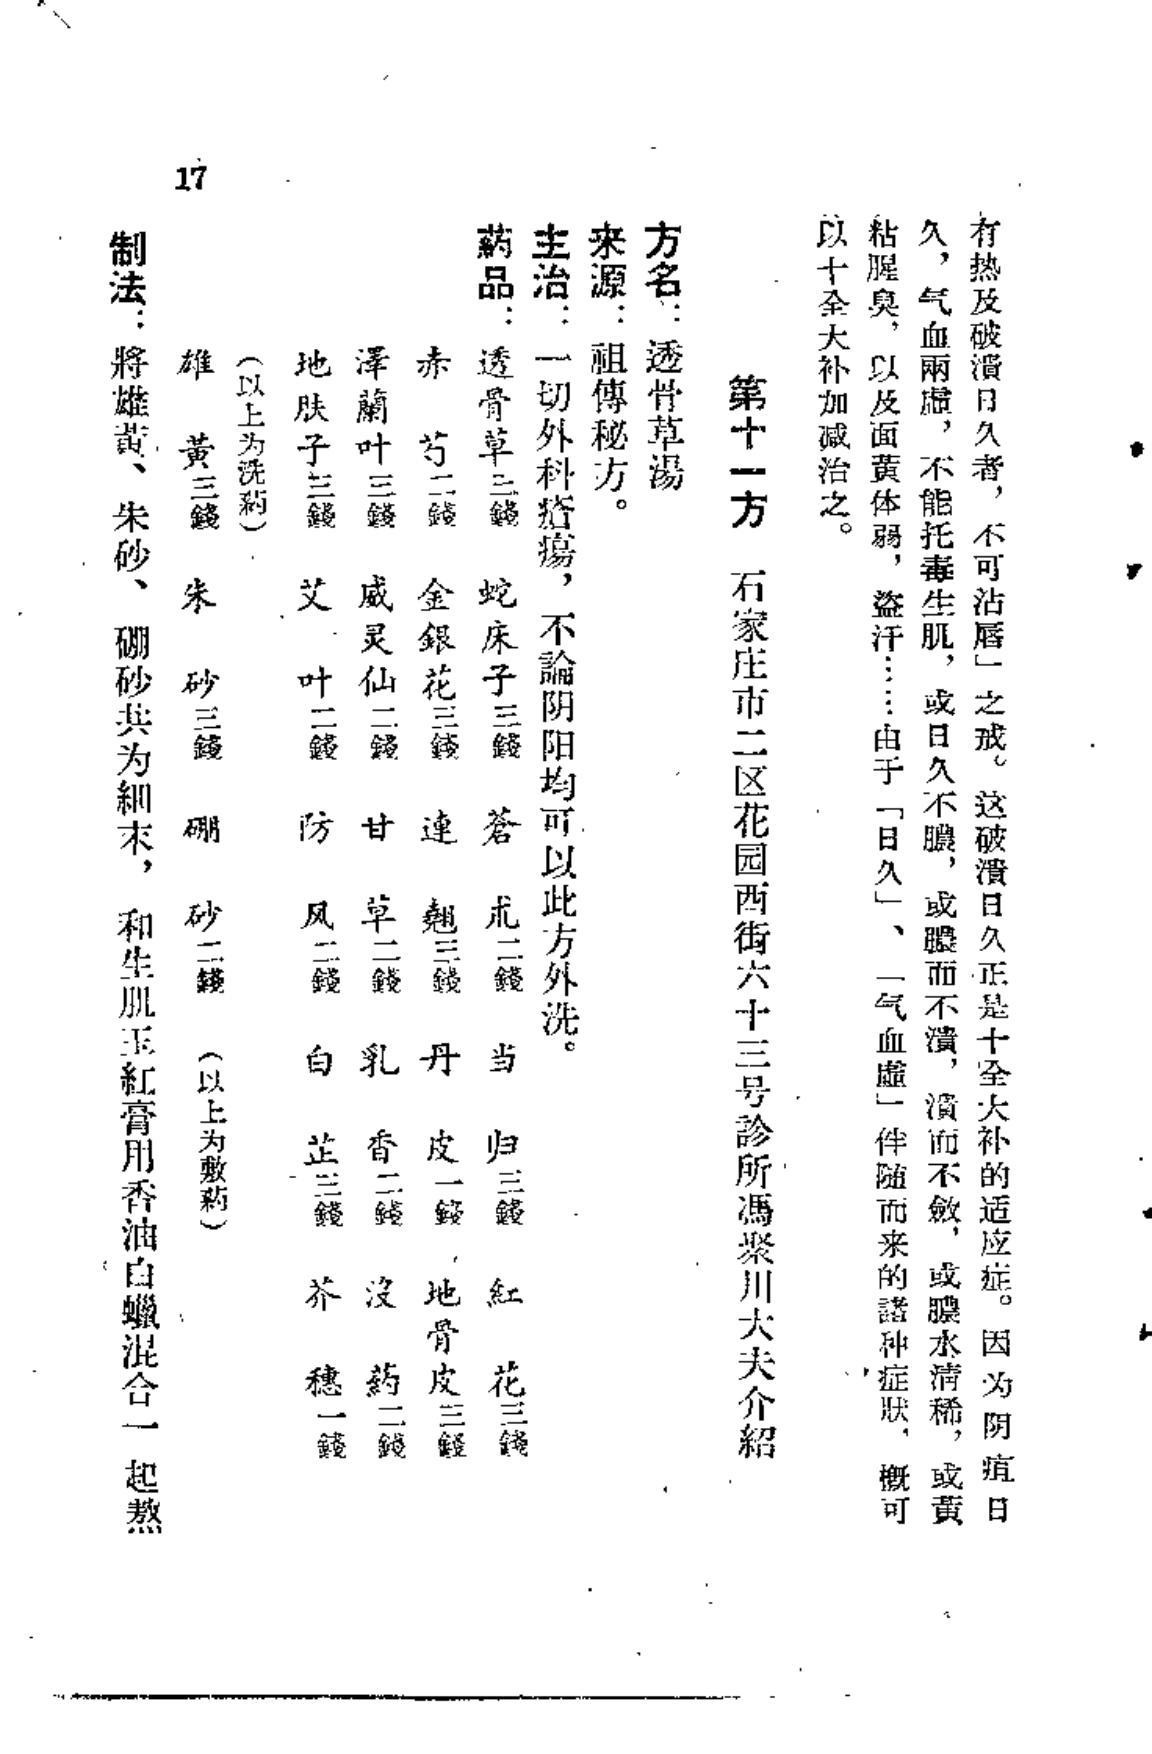 有热及破潰日久者，不可沾唇」之戒。这破潰日久正是十全大补的适应症。因为阴疽日
久，气血兩虛，不能托毒生肌，或日久不膿，或膿而不潰，潰而不斂，或膿水清稀，或黃
粘腥臭，以及面黃体弱，盜汗……由于「日久」、「气血虛」伴随而来的諸种症狀，概可
以十全大补加减治之。
第十一方　石家庄市二区花园西街六十三号診所馮聚川大夫介紹
方名：透骨草湯
来源：祖傳秘方。
主治：一切外科瘡瘍，不論阴阳均可以此方外洗。
葯品：透骨草三錢　蛇床子三錢　蒼朮二錢　当归三錢　紅花三錢
赤芍二錢　金銀花三錢　連翹三錢　丹皮一錢　地骨皮三錢
澤蘭叶三錢　威灵仙二錢　甘草二錢　乳香二錢　沒葯二錢
地肤子三錢　艾叶二錢　防风二錢　白芷三錢　芥穗一錢
（以上为洗葯）
雄黃三錢　朱砂三錢　硼砂二錢　（以上为敷葯）
制法：將雄黃、朱砂、硼砂共为細末，和生肌玉紅膏用香油白蠟混合一起熬
17